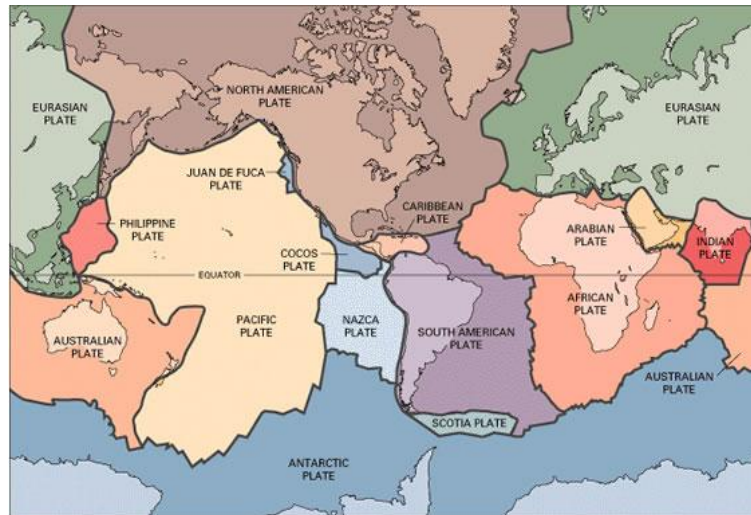 NORTH AMERICAN
PLATE
EURASIAN
PLATE
EURASIAN
PLATE
JUAN DE FUCA
PLATE
CARIBBEAN
PLATE
PHILIPPINE
PLATE
ARABIAN
PLATE
INDIAN
PLATE
COCOS
PLATE
EQUATOR
AFRICAN
PLATE
PACIFIC
PLATE
NAZCA
PLATE
SOUTH AMERICAN
PLATE
AUSTRALIAN
PLATE
AUSTRALIAN
PLATE
SCOTIA PLATE
ANTARCTIC
PLATE